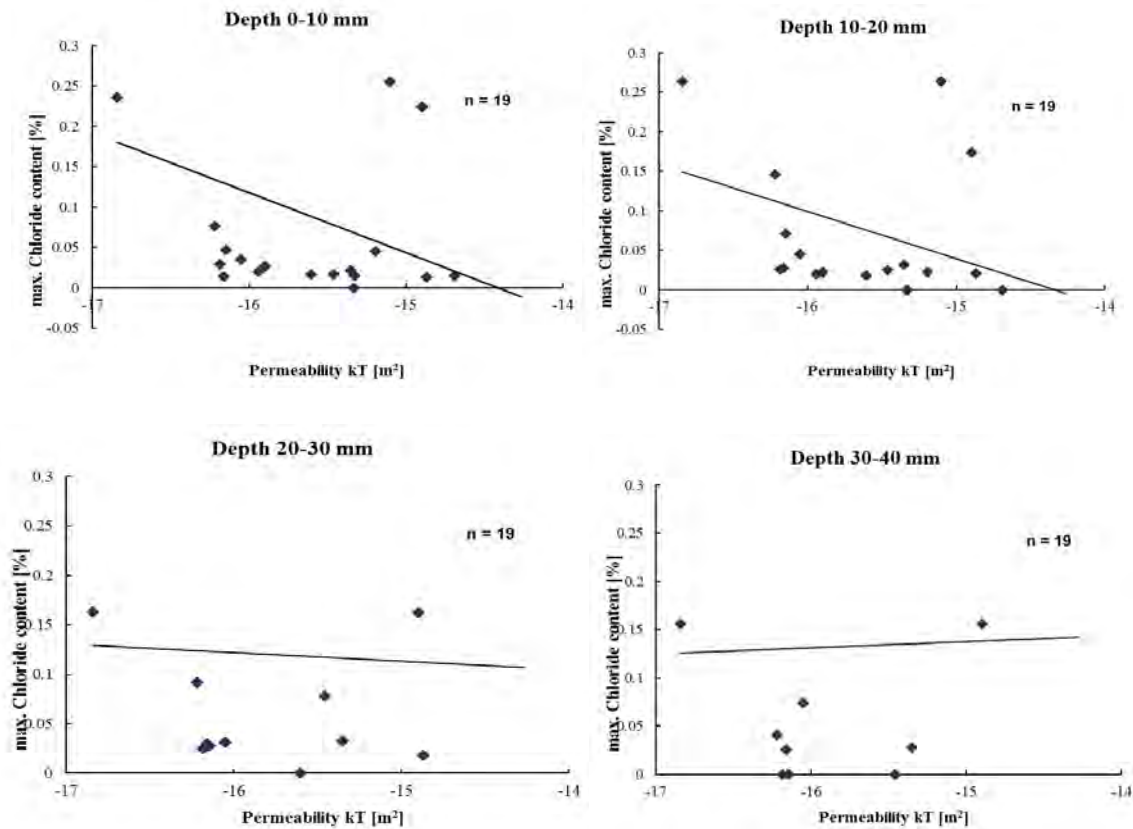 Depth 0-10 mm
max. Chloride content [%]
0.3
0.25
0.2
0.15
0.1
0.05
0
-0.05
n = 19
-17
-16
-15
-14
Permeability kT [m²]
Depth 10-20 mm
max. Chloride content [%]
0.3
0.25
0.2
0.15
0.1
0.05
0
-0.05
n = 19
-17
-16
-15
-14
Permeability kT [m²]
Depth 20-30 mm
max. Chloride content [%]
0.3
0.25
0.2
0.15
0.1
0.05
0
n = 19
-17
-16
-15
-14
Permeability kT [m²]
Depth 30-40 mm
max. Chloride content [%]
0.3
0.25
0.2
0.15
0.1
0.05
0
n = 19
-17
-16
-15
-14
Permeability kT [m²]